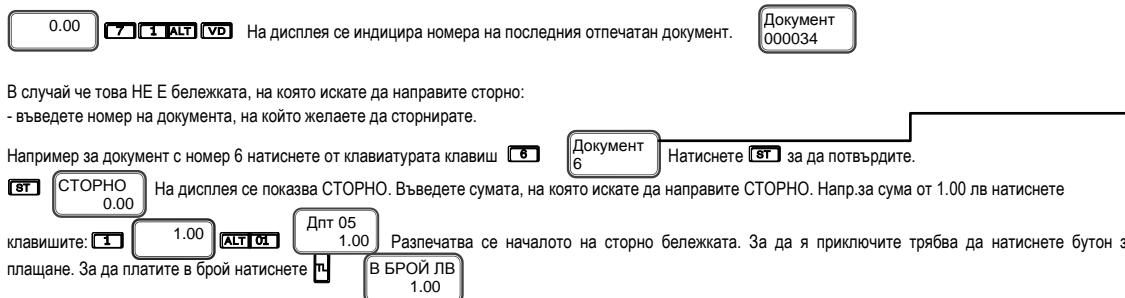 0.00 7 1 ALT VD На дисплея се индицира номера на последния отпечатан документ. Документ 000034
В случай че това НЕ Е бележката, на която искате да направите сторно:
- въведете номер на документа, на който желаете да сторнирате.
Например за документ с номер 6 натиснете от клавиатурата клавиш 6 Документ 6 Натиснете ST за да потвърдите.
ST СТОРНО 0.00 На дисплея се показва СТОРНО. Въведете сумата, на която искате да направите СТОРНО. Напр.за сума от 1.00 лв натиснете
клавишите: 1 1.00 ALT 01 Дпт 05 1.00 Разпечатва се началото на сторно бележката. За да я приключите трябва да натиснете бутон з
плащане. За да платите в брой натиснете TL В БРОЙ ЛВ 1.00